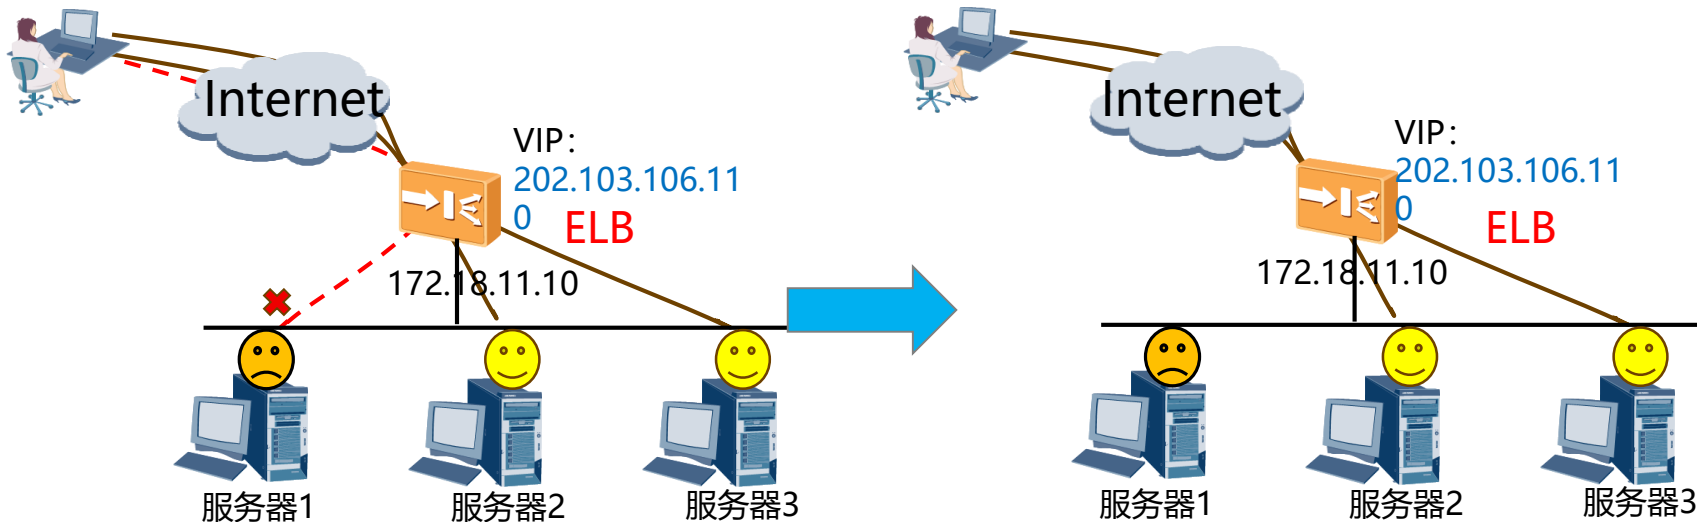 Internet
VIP：
202.103.106.11
0
ELB
172.18.11.10
服务器1
服务器2
服务器3
Internet
VIP：
202.103.106.11
0
ELB
172.18.11.10
服务器1
服务器2
服务器3